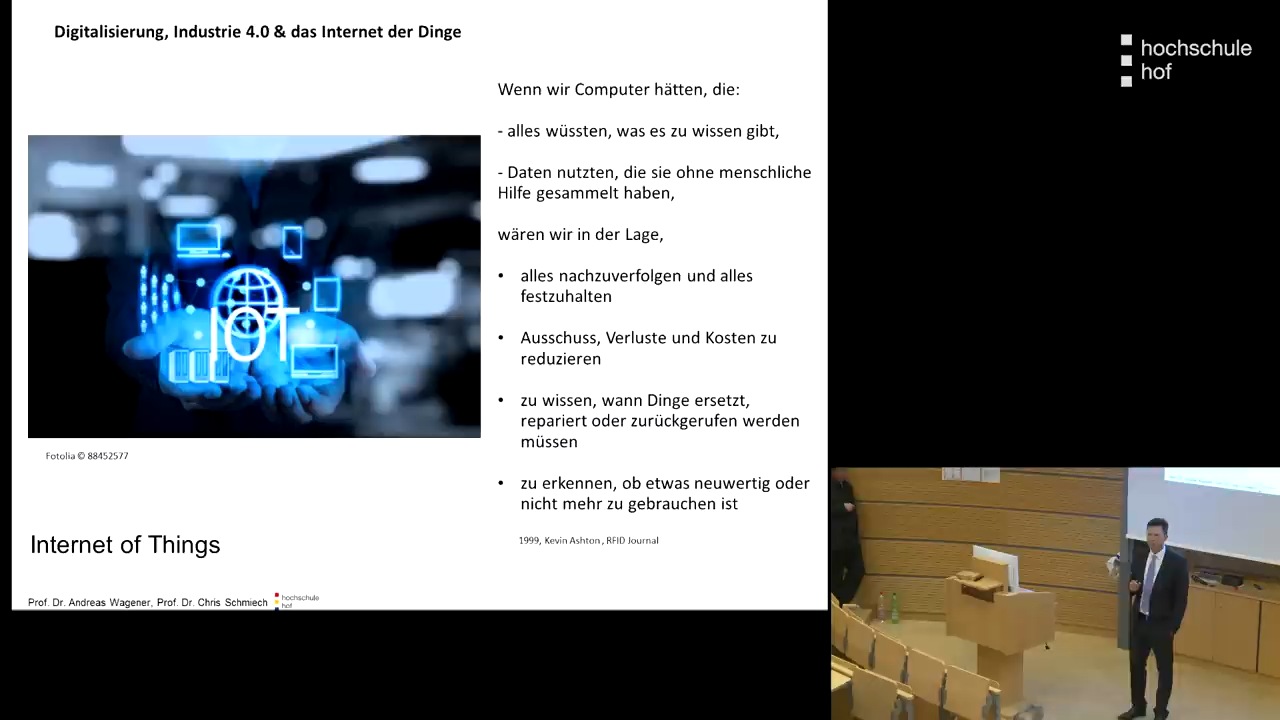 Digitalisierung, Industrie 4.0 & das Internet der Dinge
hochschule
hof
Wenn wir Computer hätten, die:
- alles wüssten, was es zu wissen gibt,
- Daten nutzten, die sie ohne menschliche
Hilfe gesammelt haben,
wären wir in der Lage,
• alles nachzuverfolgen und alles
festzuhalten
• Ausschuss, Verluste und Kosten zu
reduzieren
• zu wissen, wann Dinge ersetzt,
repariert oder zurückgerufen werden
müssen
• zu erkennen, ob etwas neuwertig oder
nicht mehr zu gebrauchen ist
1999, Kevin Ashton, RFID Journal
IOT
Fotolia © 88452577
Internet of Things
Prof. Dr. Andreas Wagener, Prof. Dr. Chris Schmiech
hochschule
hof